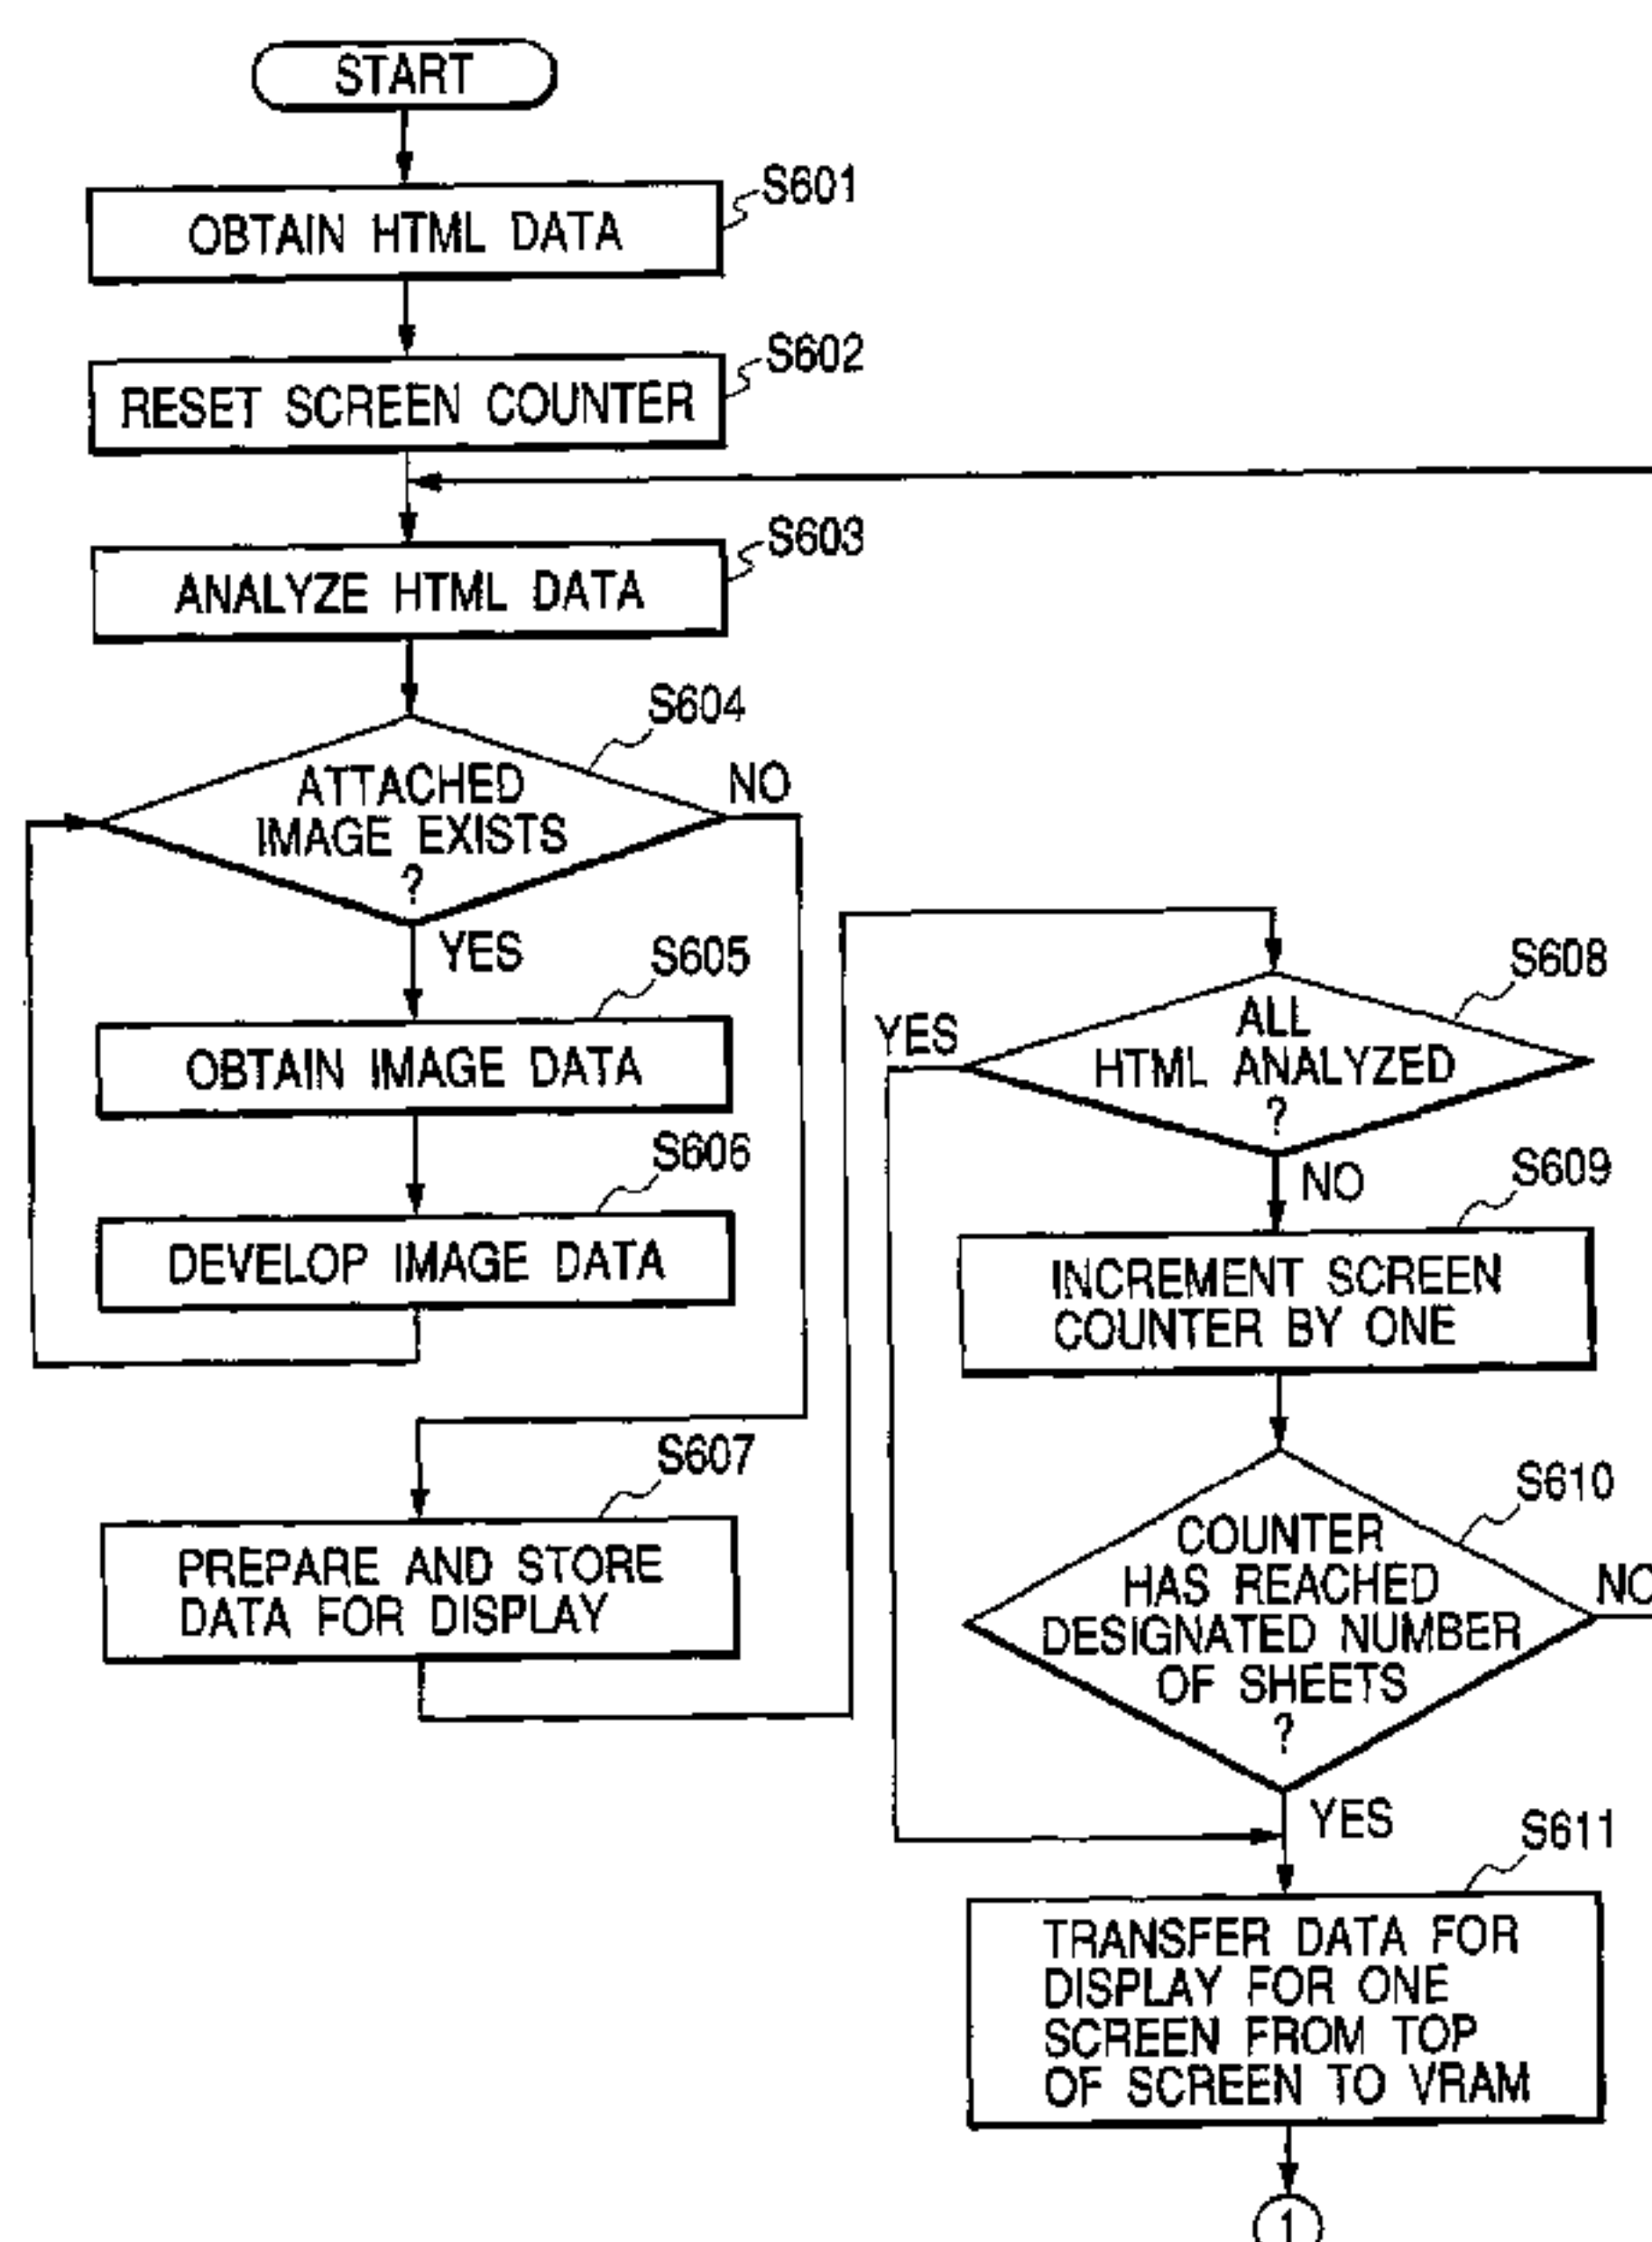 START
S601
OBTAIN HTML DATA
S602
RESET SCREEN COUNTER
S603
ANALYZE HTML DATA
S604
ATTACHED
IMAGE EXISTS
?
NO
YES
S605
OBTAIN IMAGE DATA
S606
DEVELOP IMAGE DATA
S607
PREPARE AND STORE
DATA FOR DISPLAY
S608
ALL
HTML ANALYZED
?
YES
NO
S609
INCREMENT SCREEN
COUNTER BY ONE
S610
COUNTER
HAS REACHED
DESIGNATED NUMBER
OF SHEETS
?
NO
YES
S611
TRANSFER DATA FOR
DISPLAY FOR ONE
SCREEN FROM TOP
OF SCREEN TO VRAM
1